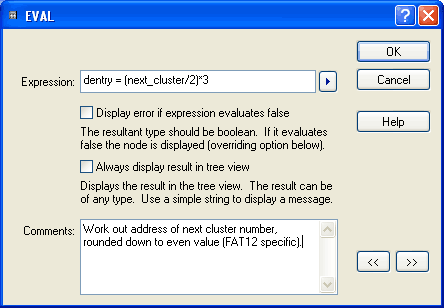 EVAL
Expression: dentry = (next_cluster/2)*3
OK
Cancel
Help
Display error if expression evaluates false
The resultant type should be boolean. If it evaluates
false the node is displayed (overriding option below).
Always display result in tree view
Displays the result in the tree view. The result can be
of any type. Use a simple string to display a message.
Comments: Work out address of next cluster number,
rounded down to even value (FAT12 specific).
<< >>